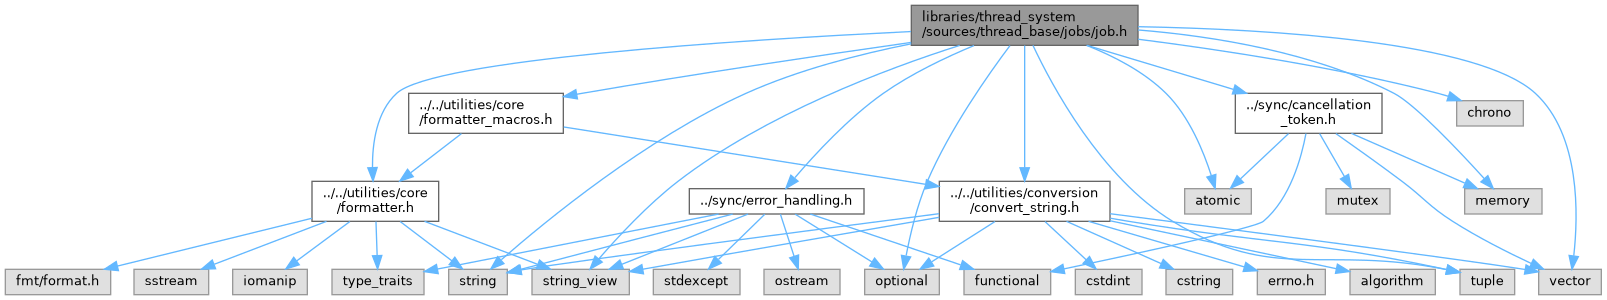 libraries/thread_system
/sources/thread_base/jobs/job.h
../../utilities/core
/formatter_macros.h
../sync/cancellation
_token.h
chrono
../../utilities/core
/formatter.h
../sync/error_handling.h
../../utilities/conversion
/convert_string.h
atomic
mutex
memory
fmt/format.h
sstream
iomanip
type_traits
string
string_view
stdexcept
ostream
optional
functional
cstdint
cstring
errno.h
algorithm
tuple
vector